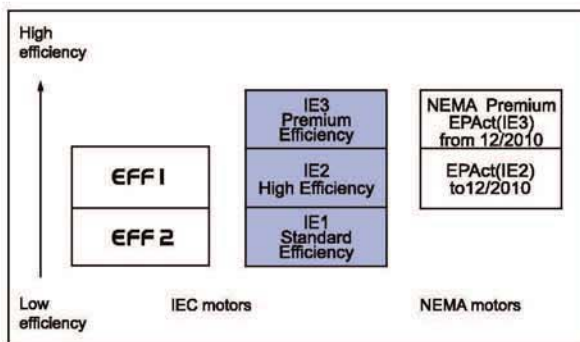 High
efficiency
IE3
Premium
Efficiency
NEMA Premium
EPAct(IE3)
from 12/2010
EFF1
IE2
High Efficiency
EPAct(IE2)
to12/2010
EFF2
IE1
Standard
Efficiency
Low
efficiency
IEC motors
NEMA motors